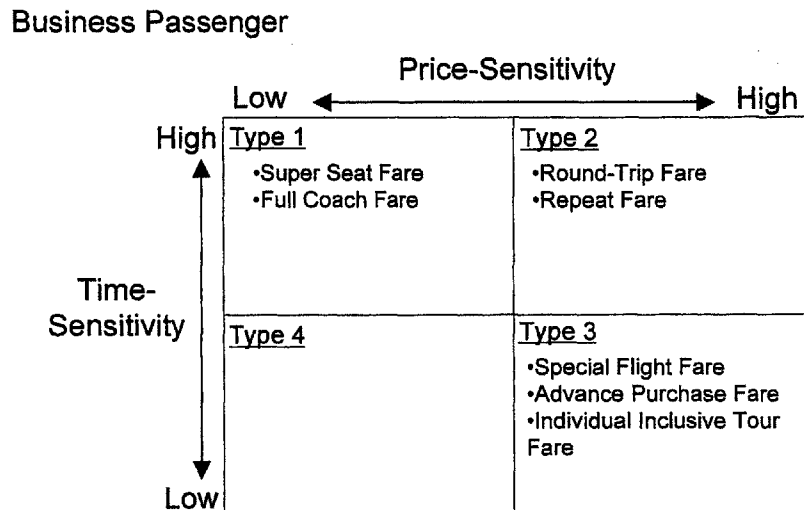 Business Passenger
Price-Sensitivity
Low
High
High
Type 1
•Super Seat Fare
•Full Coach Fare
Type 2
•Round-Trip Fare
•Repeat Fare
Time-
Sensitivity
Type 4
Type 3
•Special Flight Fare
•Advance Purchase Fare
•Individual Inclusive Tour
Fare
Low